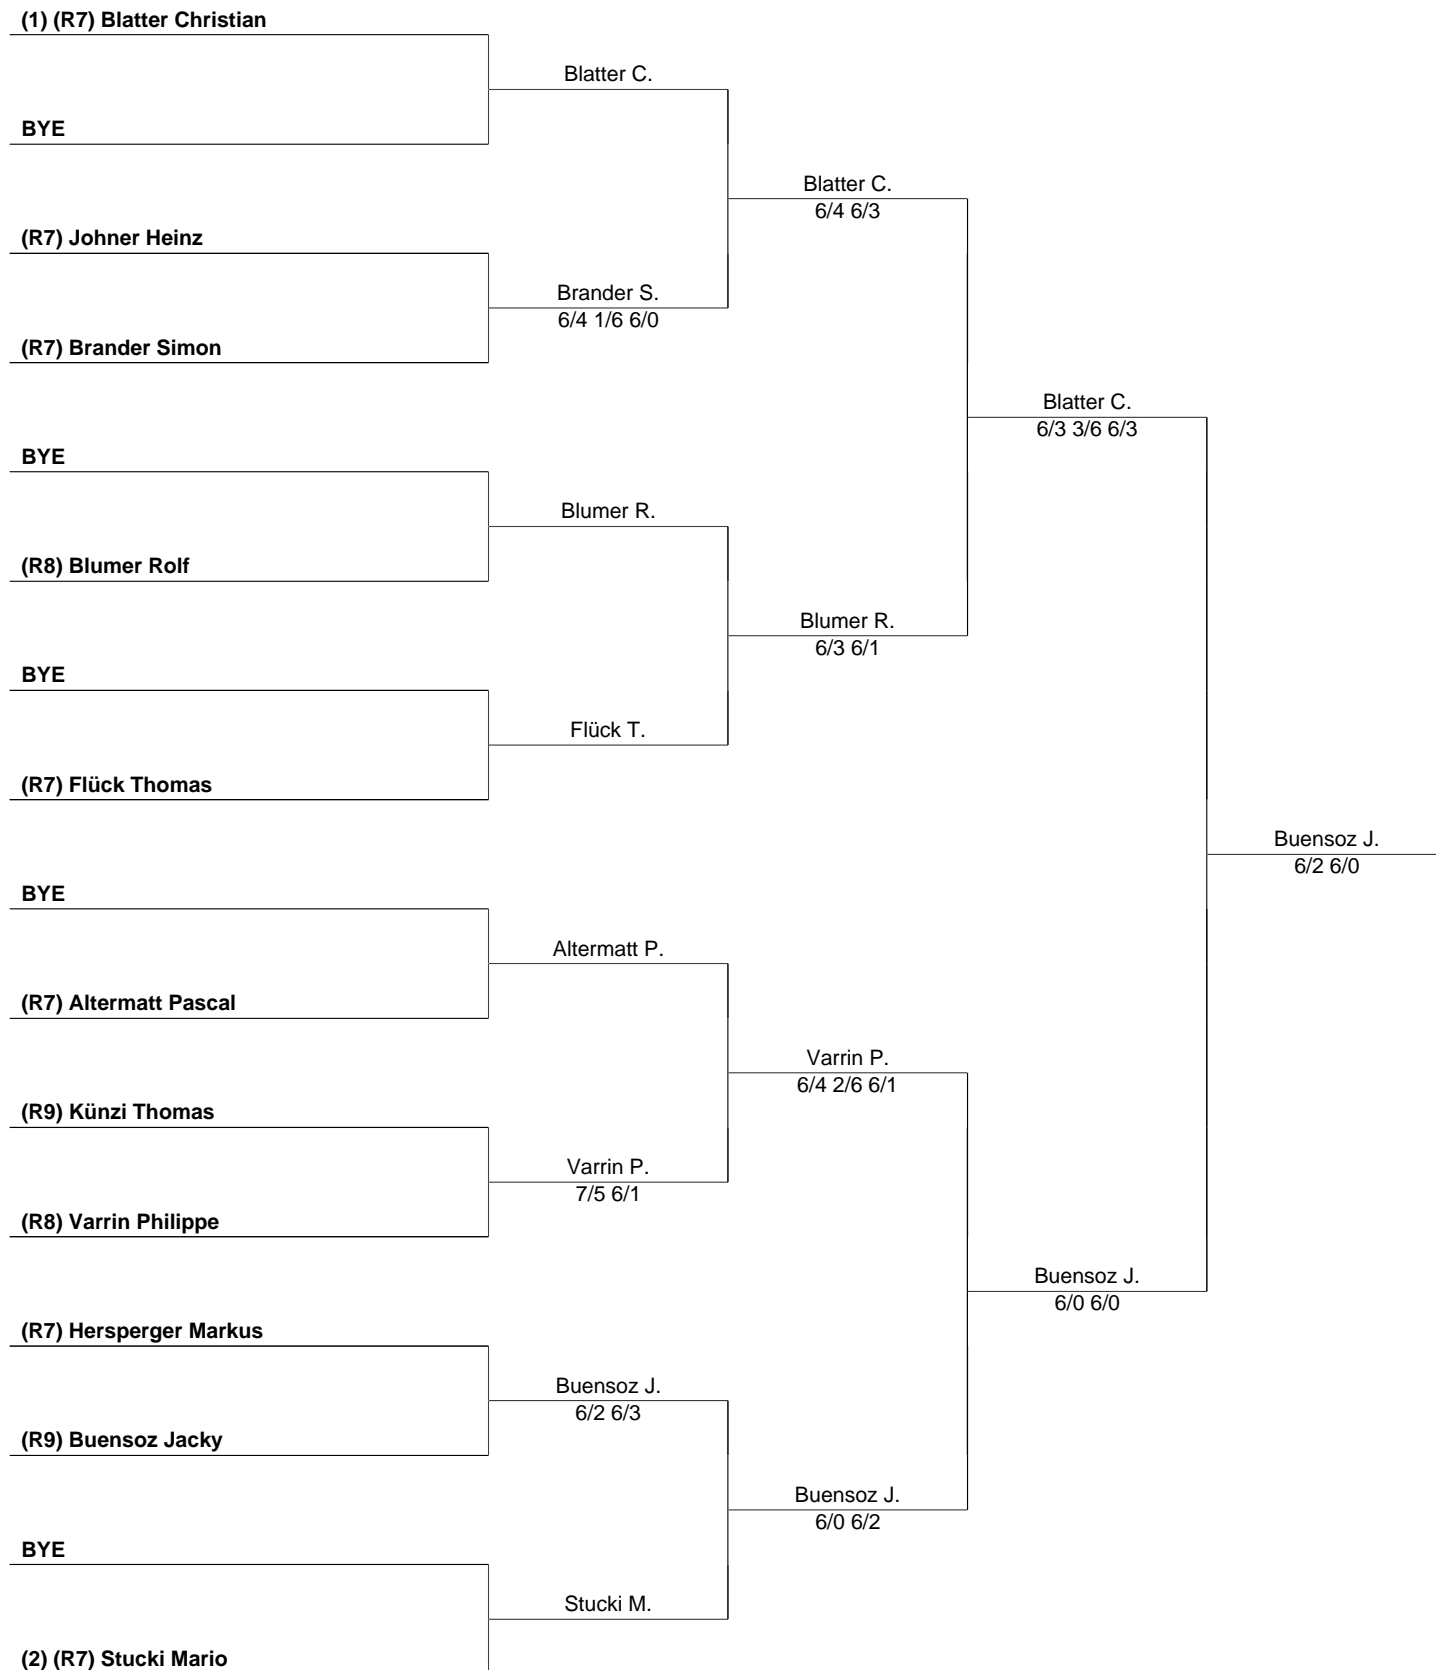 (1) (R7) Blatter Christian
Blatter C.
BYE
Blatter C.
6/4 6/3
(R7) Johner Heinz
Brander S.
6/4 1/6 6/0
(R7) Brander Simon
Blatter C.
6/3 3/6 6/3
BYE
Blumer R.
(R8) Blumer Rolf
Blumer R.
6/3 6/1
BYE
Flück T.
(R7) Flück Thomas
Buensoz J.
6/2 6/0
BYE
Altermatt P.
(R7) Altermatt Pascal
Varrin P.
6/4 2/6 6/1
(R9) Künzi Thomas
Varrin P.
7/5 6/1
(R8) Varrin Philippe
Buensoz J.
6/0 6/0
(R7) Hersperger Markus
Buensoz J.
6/2 6/3
(R9) Buensoz Jacky
Buensoz J.
6/0 6/2
BYE
Stucki M.
(2) (R7) Stucki Mario